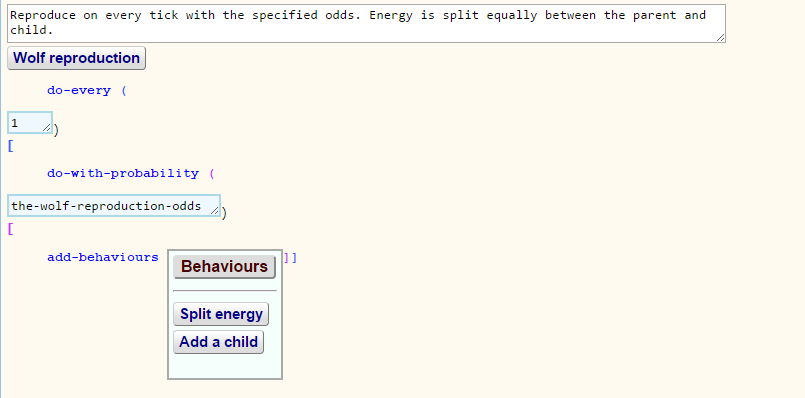 Reproduce on every tick with the specified odds. Energy is split equally between the parent and
child.
Wolf reproduction
do-every (
1
)
[
do-with-probability (
the-wolf-reproduction-odds
)
[
add-behaviours
Behaviours
]]
Split energy
Add a child